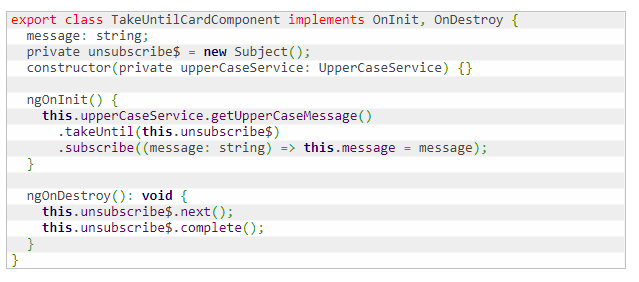 export class TakeUntilCardComponent implements OnInit, OnDestroy {
message: string;
private unsubscribe$ = new Subject();
constructor(private upperCaseService: UpperCaseService) {}
ngOnInit() {
this.upperCaseService.getUpperCaseMessage()
.takeUntil(this.unsubscribe$)
.subscribe((message: string) => this.message = message);
}
ngOnDestroy(): void {
this.unsubscribe$.next();
this.unsubscribe$.complete();
}
}